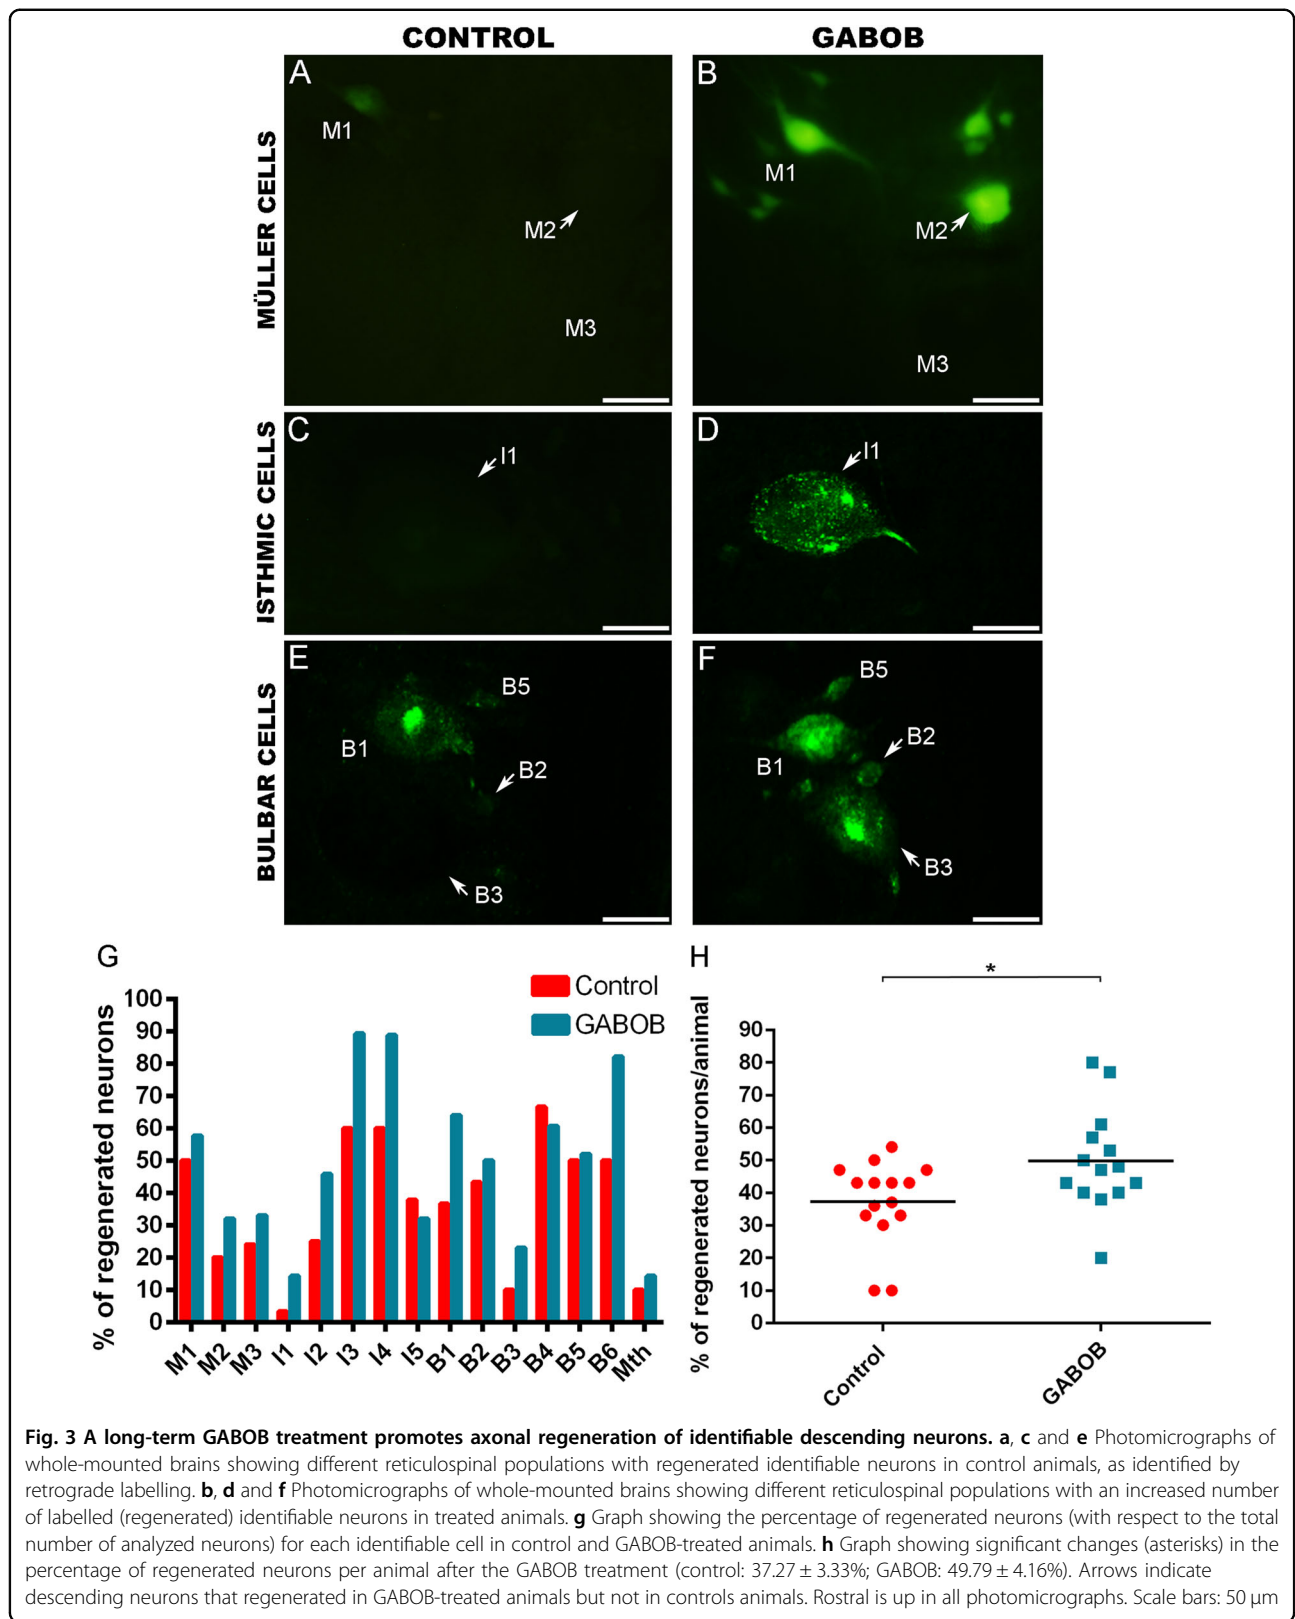 CONTROL
GABOB
MÜLLER CELLS
A
M1
M2
M3
B
M1
M2
M3
ISTHMIC CELLS
C
I1
D
I1
BULBAR CELLS
E
B5
B1
B2
B3
F
B5
B2
B1
B3
G
Control
GABOB
% of regenerated neurons
100
90
80
70
60
50
40
30
20
10
0
M1
M2
M3
I1
I2
I3
I4
I5
B1
B2
B3
B4
B5
B6
Mth
H
*
% of regenerated neurons/animal
90
80
70
60
50
40
30
20
10
0
Control
GABOB
Fig. 3 A long-term GABOB treatment promotes axonal regeneration of identifiable descending neurons. a, c and e Photomicrographs of
whole-mounted brains showing different reticulospinal populations with regenerated identifiable neurons in control animals, as identified by
retrograde labelling. b, d and f Photomicrographs of whole-mounted brains showing different reticulospinal populations with an increased number
of labelled (regenerated) identifiable neurons in treated animals. g Graph showing the percentage of regenerated neurons (with respect to the total
number of analyzed neurons) for each identifiable cell in control and GABOB-treated animals. h Graph showing significant changes (asterisks) in the
percentage of regenerated neurons per animal after the GABOB treatment (control: 37.27 ± 3.33%; GABOB: 49.79 ± 4.16%). Arrows indicate
descending neurons that regenerated in GABOB-treated animals but not in controls animals. Rostral is up in all photomicrographs. Scale bars: 50 µm